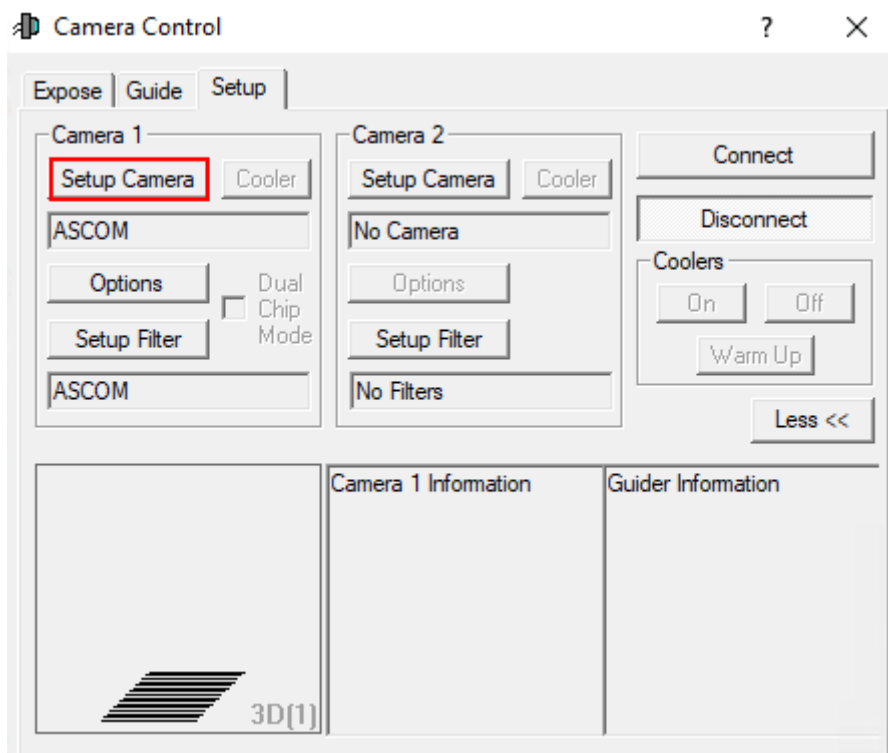 Camera Control
?
Expose Guide Setup
Camera 1
Setup Camera Cooler
ASCOM
Options
Dual
Chip
Mode
Setup Filter
ASCOM
Camera 2
Setup Camera Cooler
No Camera
Options
Setup Filter
No Filters
Connect
Disconnect
Coolers
On Off
Warm Up
Less <<
3D(1)
Camera 1 Information
Guider Information